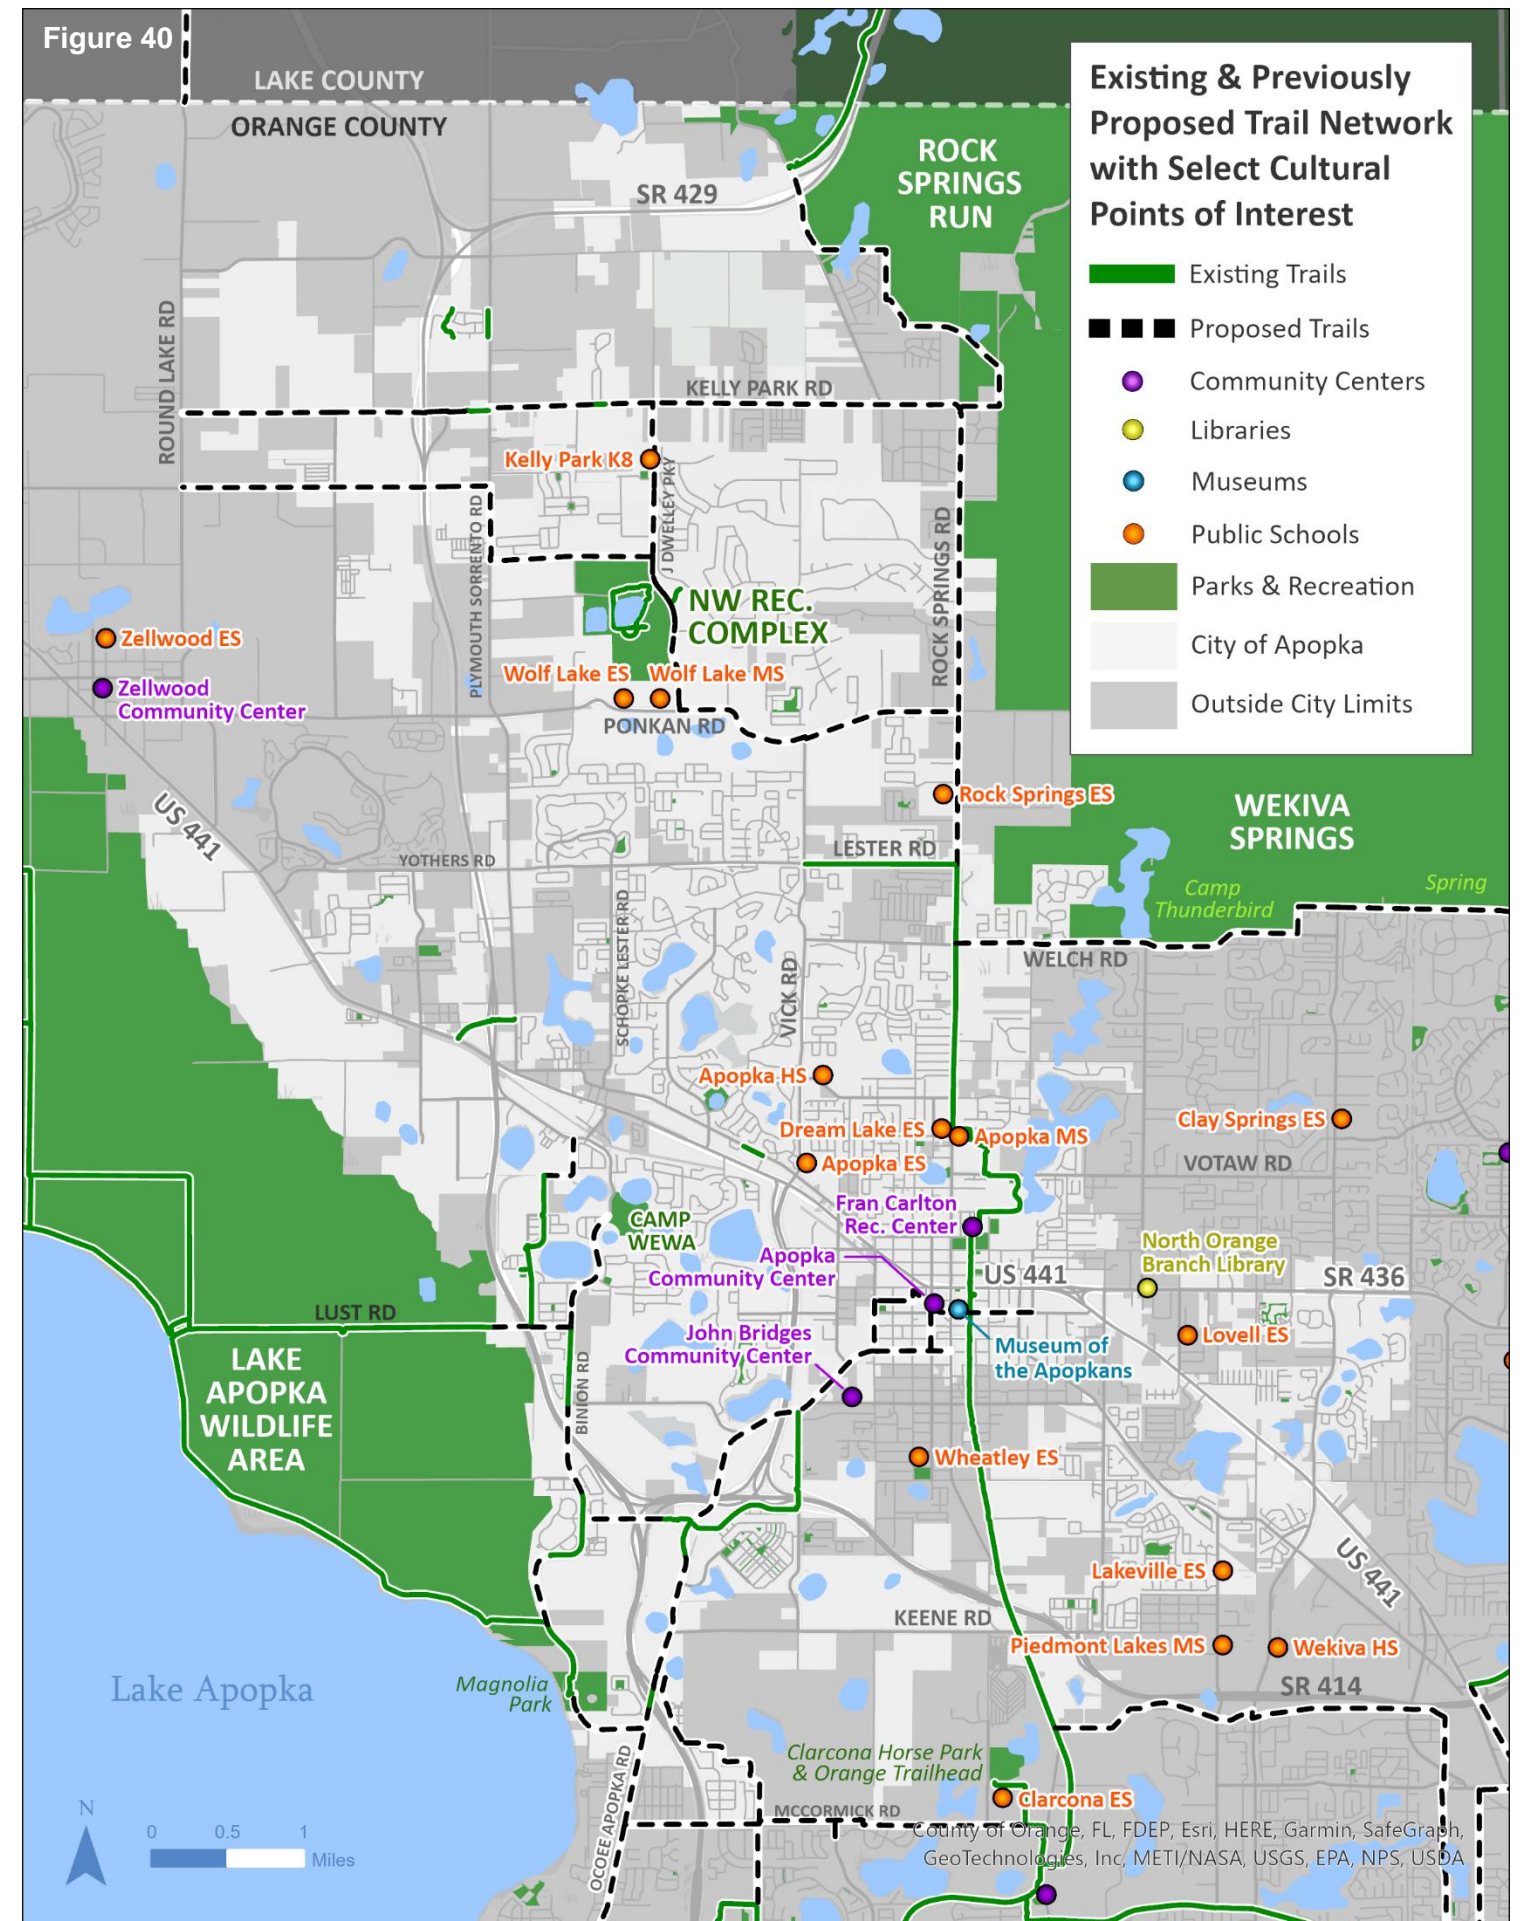 Figure 40
LAKE COUNTY
ORANGE COUNTY
Existing & Previously
Proposed Trail Network
with Select Cultural
Points of Interest
Existing Trails
Proposed Trails
Community Centers
Libraries
Museums
Public Schools
Parks & Recreation
City of Apopka
Outside City Limits
ROCK
SPRINGS
RUN
SR 429
ROUND LAKE RD
KELLY PARK RD
Kelly Park K8
J DWELLEY PKY
PLYMOUTH SORRENTO RD
ROCK SPRINGS RD
NW REC.
COMPLEX
Zellwood ES
Zellwood
Community Center
Wolf Lake ES
Wolf Lake MS
PONKAN RD
Rock Springs ES
WEKIVA
SPRINGS
US 441
YOTHERS RD
LESTER RD
Camp
Thunderbird
Spring
SCHOPKE LESTER RD
VICK RD
WELCH RD
Apopka HS
Dream Lake ES
Apopka MS
Clay Springs ES
Apopka ES
VOTAW RD
Fran Carlton
Rec. Center
CAMP
WEWA
Apopka
Community Center
US 441
North Orange
Branch Library
SR 436
LUST RD
John Bridges
Community Center
Museum of
the Apopkans
Lovell ES
LAKE
APOPKA
WILDLIFE
AREA
BINION RD
Wheatley ES
Lakeville ES
US 441
KEENE RD
Piedmont Lakes MS
Wekiva HS
SR 414
Lake Apopka
Magnolia
Park
Clarcona Horse Park
& Orange Trailhead
OCOEE APOPKA RD
Clarcona ES
MCCORMICK RD
N
0 0.5 1
Miles
County of Orange, FL, FDEP, Esri, HERE, Garmin, SafeGraph,
GeoTechnologies, Inc, METI/NASA, USGS, EPA, NPS, USDA